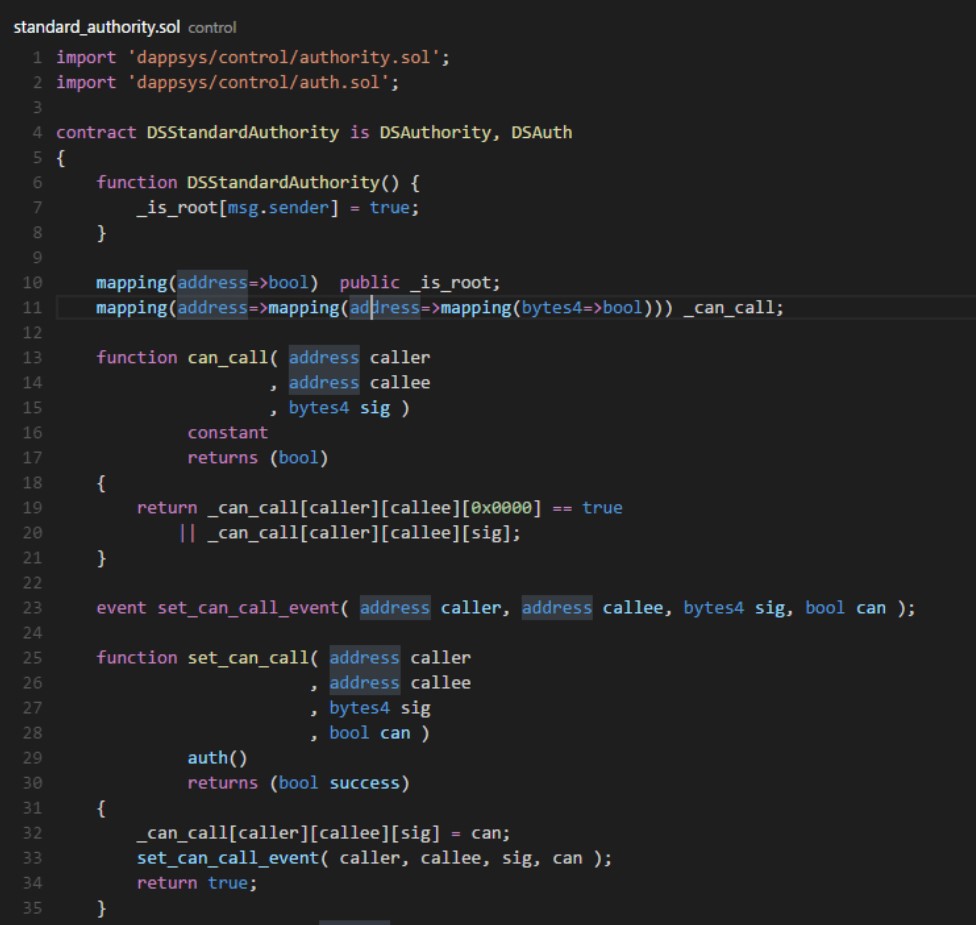 standard_authority.sol control
1 import 'dappsys/control/authority.sol';
2 import 'dappsys/control/auth.sol';
3
4 contract DSStandardAuthority is DSAuthority, DSAuth
5 {
6     function DSStandardAuthority() {
7         _is_root[msg.sender] = true;
8     }
9
10     mapping(address=>bool)  public _is_root;
11     mapping(address=>mapping(address=>mapping(bytes4=>bool))) _can_call;
12
13     function can_call( address caller
14                      , address callee
15                      , bytes4 sig )
16              constant
17              returns (bool)
18     {
19         return _can_call[caller][callee][0x0000] == true
20             || _can_call[caller][callee][sig];
21     }
22
23     event set_can_call_event( address caller, address callee, bytes4 sig, bool can );
24
25     function set_can_call( address caller
26                          , address callee
27                          , bytes4 sig
28                          , bool can )
29              auth()
30              returns (bool success)
31     {
32         _can_call[caller][callee][sig] = can;
33         set_can_call_event( caller, callee, sig, can );
34         return true;
35     }